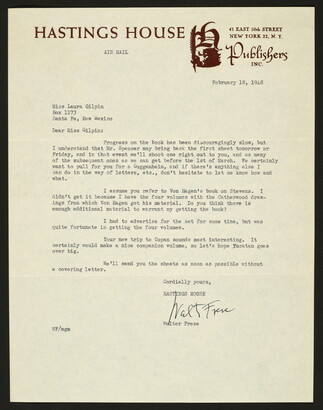 HASTINGS HOUSE
41 EAST 50th STREET
NEW YORK 22, N. Y.
Publishers
INC.
AIR MAIL
February 18, 1948
Miss Laura Gilpin
Box 1173
Santa Fe, New Mexico
Dear Miss Gilpin:
Progress on the book has been discouragingly slow, but
I understand that Mr. Spencer may bring back the first sheet tomorrow or
Friday, and in that event we'll shoot one right out to you, and as many
of the subsequent ones as we can get before the 1st of March. We certainly
want to pull for you for a Guggenheim, and if there's anything else I
can do in the way of letters, etc., don't hesitate to let me know how and
what.
I assume you refer to Von Hagen's book on Stevens. I
didn't get it because I have the four volumes with the Catherwood draw-
ings from which Von Hagen got his material. Do you think there is
enough additional material to warrant my getting the book?
I had to advertise for the set for some time, but was
quite fortunate in getting the four volumes.
Your new trip to Copan sounds most interesting. It
certainly would make a nice companion volume, so let's hope Yucatan goes
over big.
We'll send you the sheets as soon as possible without
a covering letter.
Cordially yours,
HASTINGS HOUSE
Walt Frese
Walter Frese
WF/mgm